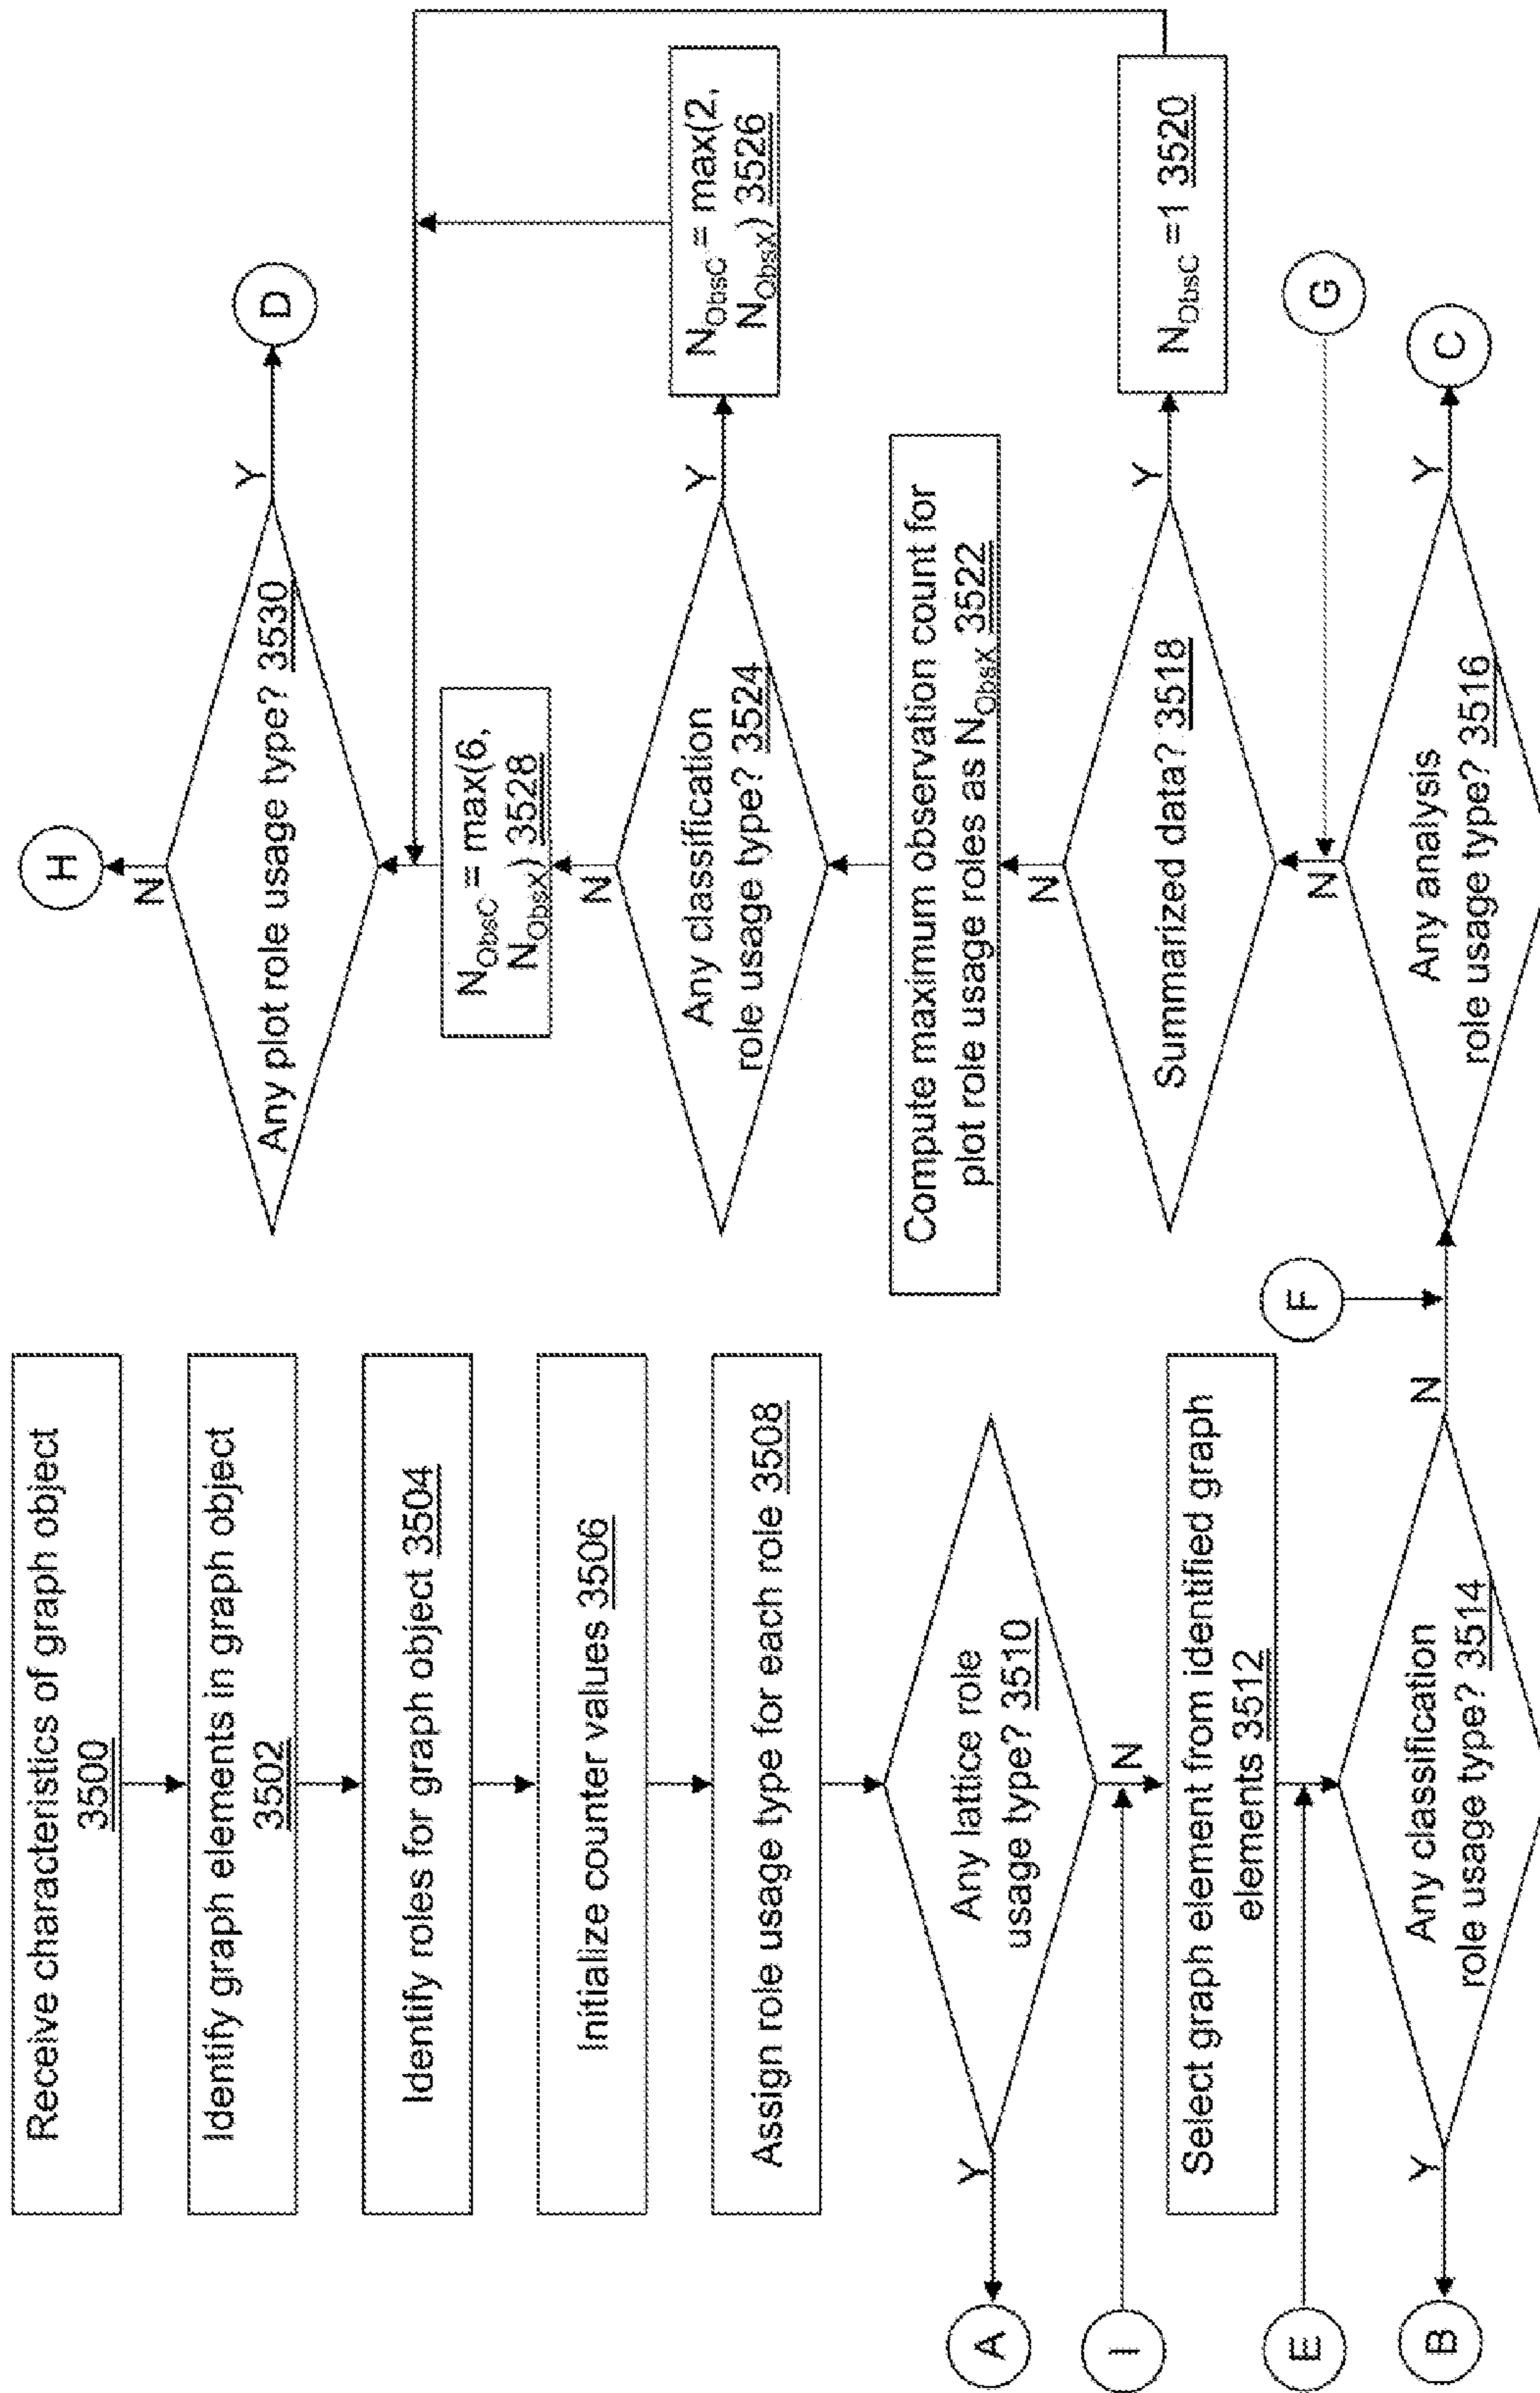 Receive characteristics of graph object
3500
Identify graph elements in graph object
3502
Identify roles for graph object 3504
Initialize counter values 3506
Assign role usage type for each role 3508
Any lattice role
usage type? 3510
Y
A
N
I
Select graph element from identified graph
elements 3512
E
Any classification
role usage type? 3514
Y
B
N
F
Any analysis
role usage type? 3516
Y
C
N
G
Summarized data? 3518
Y
NObsC =1 3520
N
Compute maximum observation count for
plot role usage roles as NObsX 3522
Any classification
role usage type? 3524
Y
NObsC = max(2,
NObsX) 3526
N
NObsC = max(6,
NObsX) 3528
Any plot role usage type? 3530
Y
D
N
H